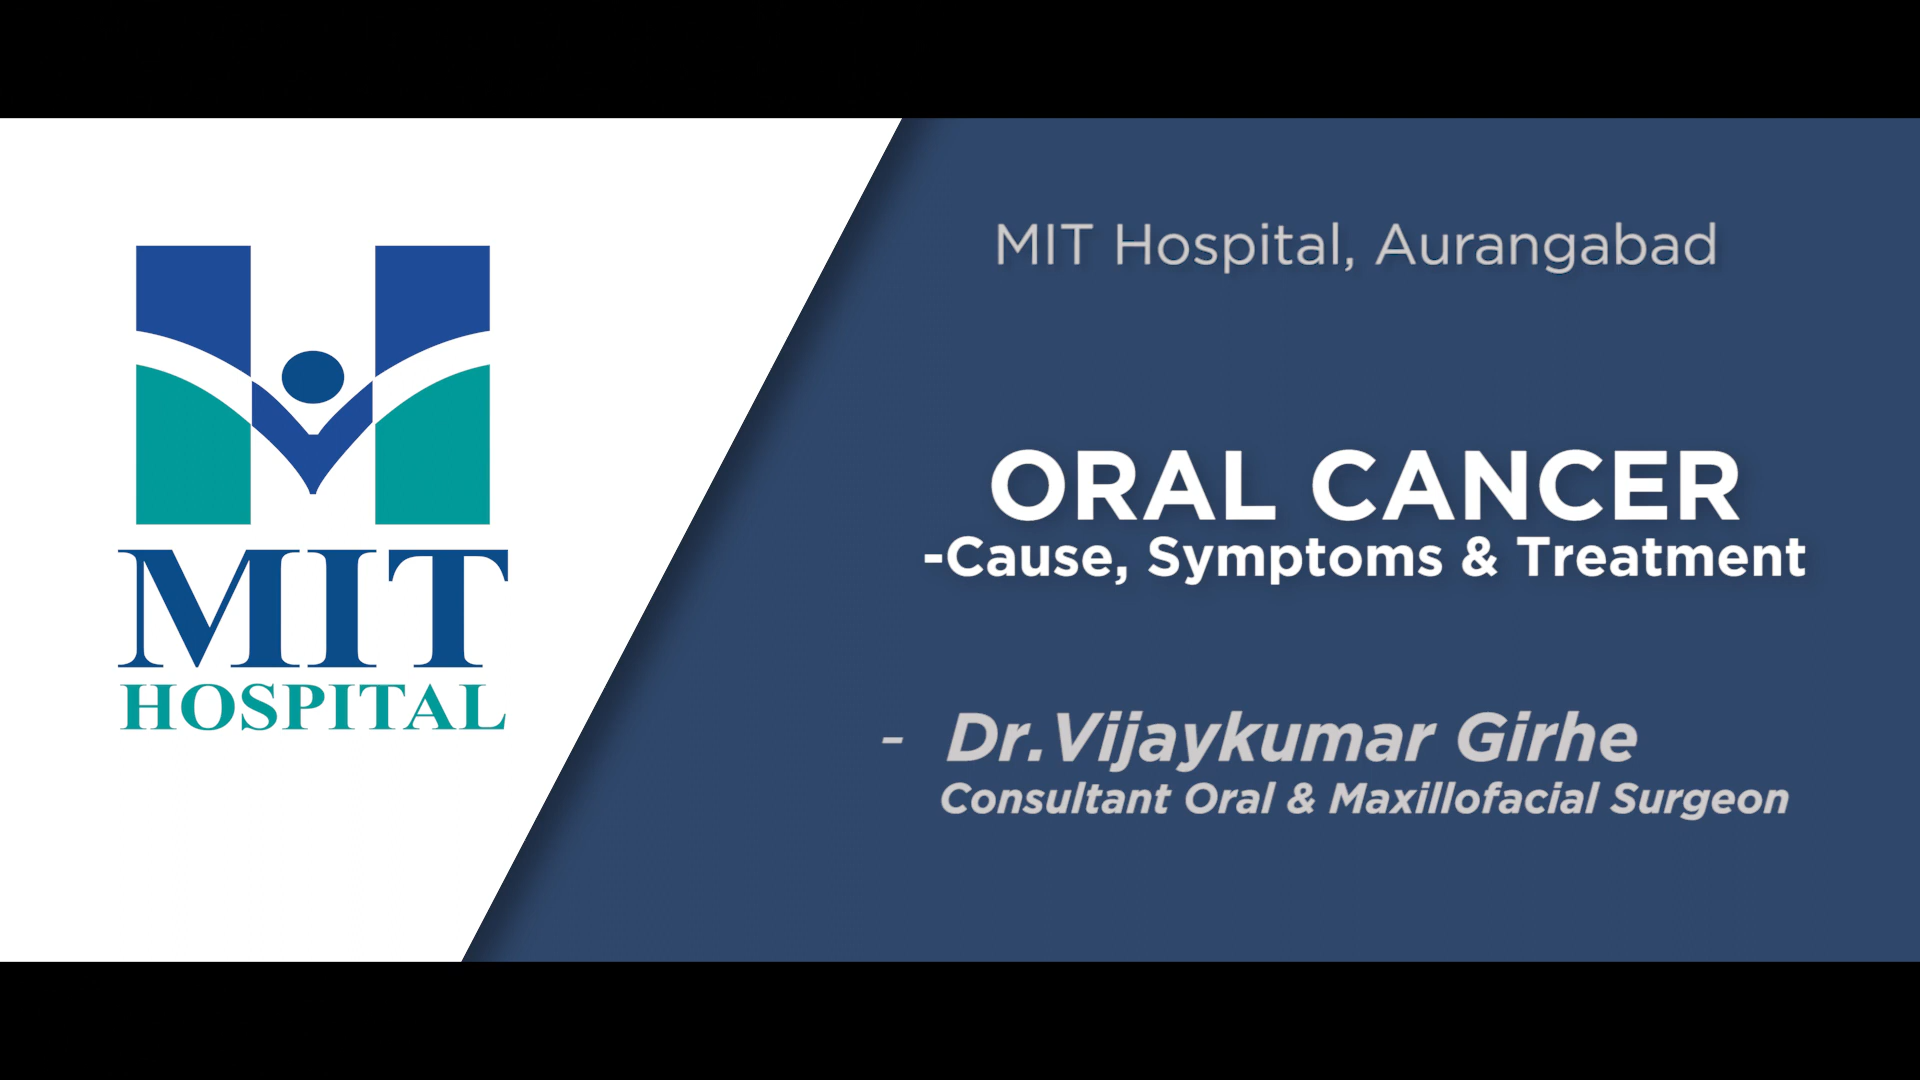 MIT
HOSPITAL
MIT Hospital, Aurangabad
ORAL CANCER
-Cause, Symptoms & Treatment
- Dr.Vijaykumar Girhe
Consultant Oral & Maxillofacial Surgeon